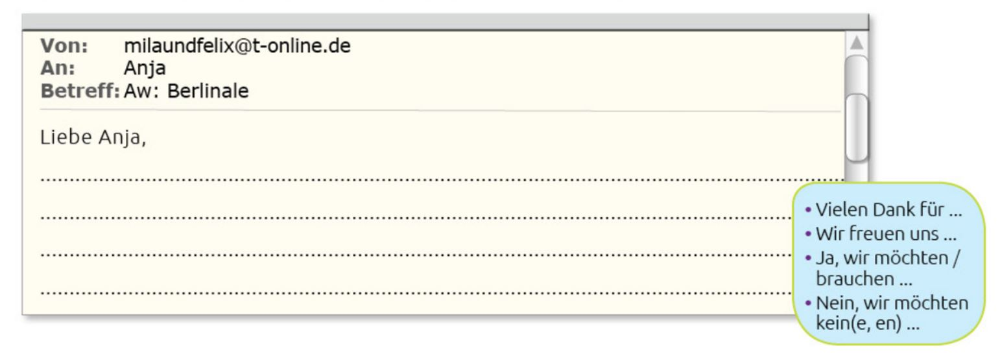 Von: milaundfelix@t-online.de
An: Anja
Betreff: Aw: Berlinale
Liebe Anja,
• Vielen Dank für ...
• Wir freuen uns ...
• Ja, wir möchten /
brauchen ...
• Nein, wir möchten
kein(e, en) ...